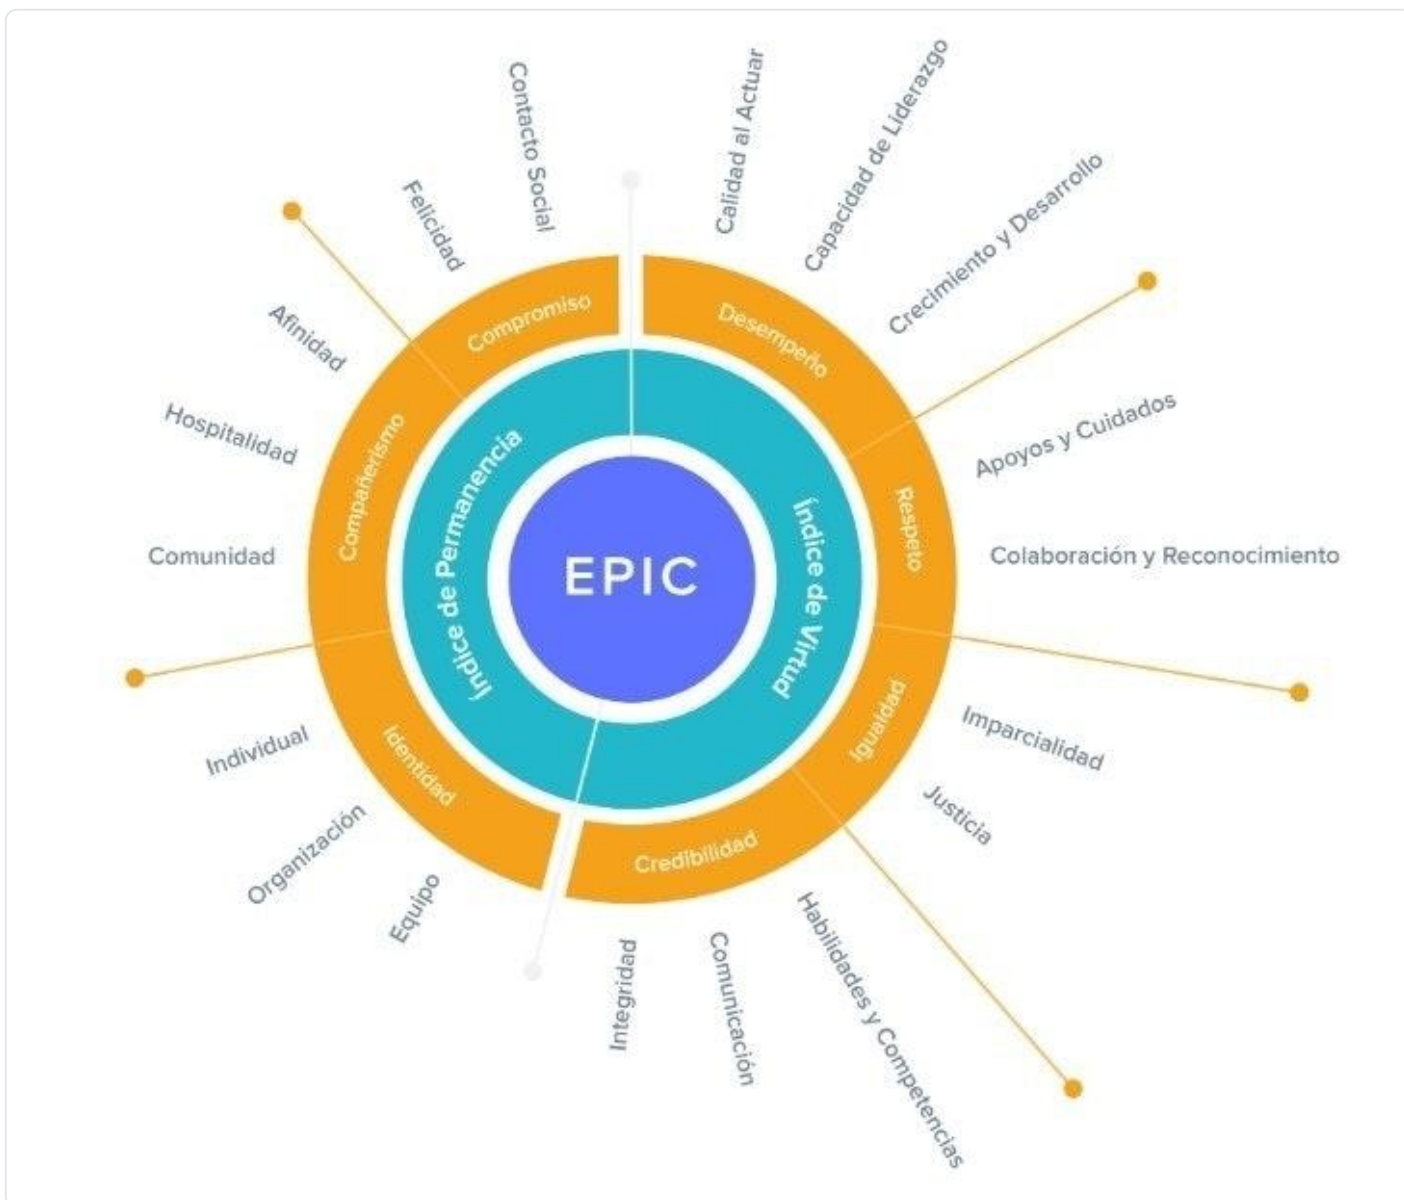 EPIC
Índice de Permanencia
Índice de Virtud
Compromiso
Desempeño
Respeto
Igualdad
Credibilidad
Identidad
Compañerismo
Contacto Social
Felicidad
Calidad al Actuar
Capacidad de Liderazgo
Crecimiento y Desarrollo
Apoyos y Cuidados
Colaboración y Reconocimiento
Imparcialidad
Justicia
Habilidades y Competencias
Comunicación
Integridad
Equipo
Organización
Individual
Comunidad
Hospitalidad
Afinidad